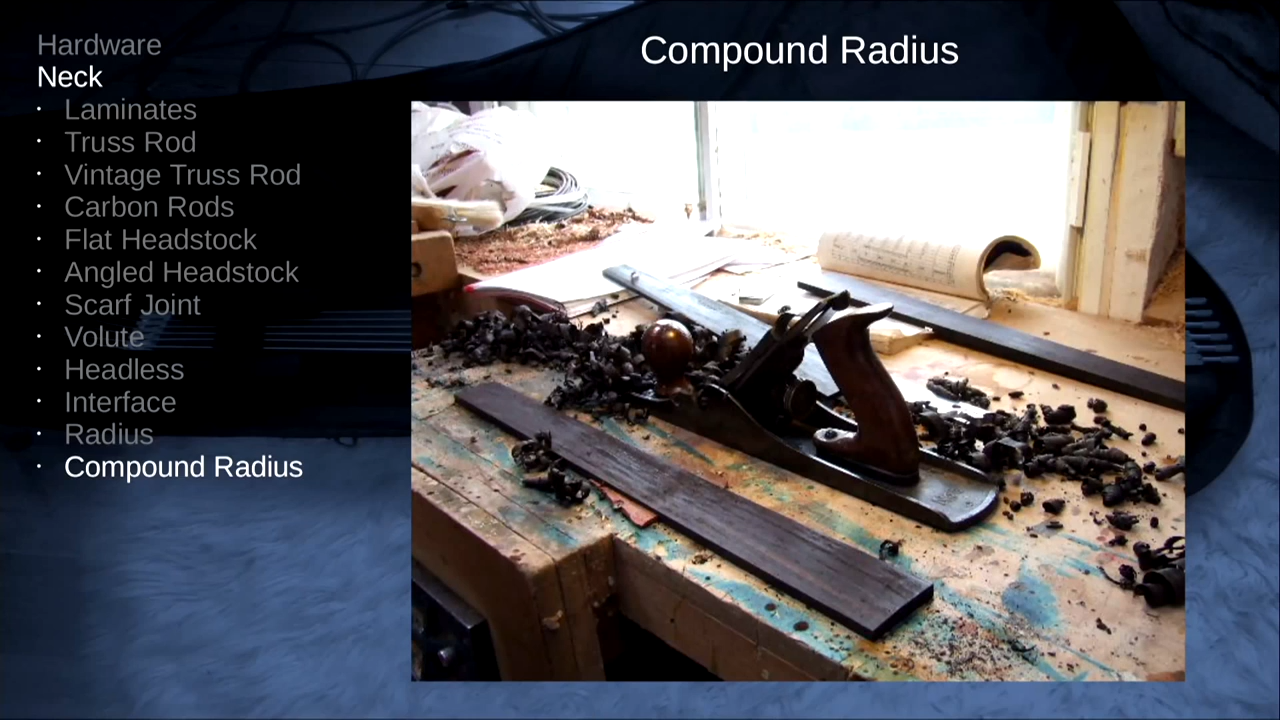 Hardware
Neck
• Laminates
• Truss Rod
• Vintage Truss Rod
• Carbon Rods
• Flat Headstock
• Angled Headstock
• Scarf Joint
• Volute
• Headless
• Interface
• Radius
• Compound Radius
Compound Radius